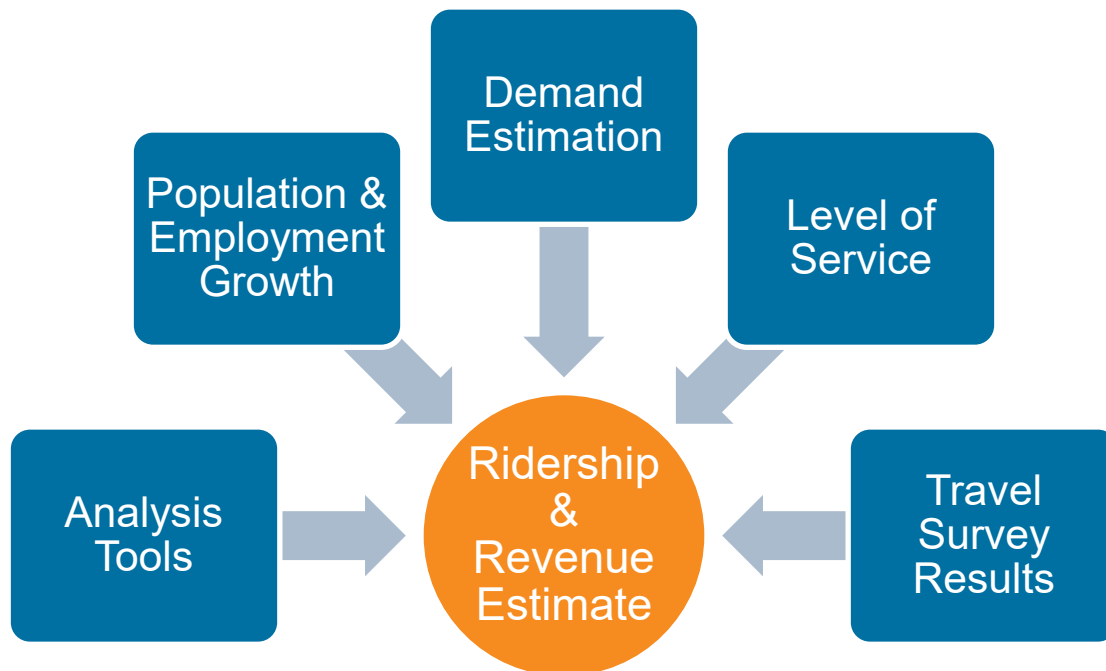 Demand
Estimation
Population &
Employment
Growth
Level of
Service
Analysis
Tools
Ridership
&
Revenue
Estimate
Travel
Survey
Results